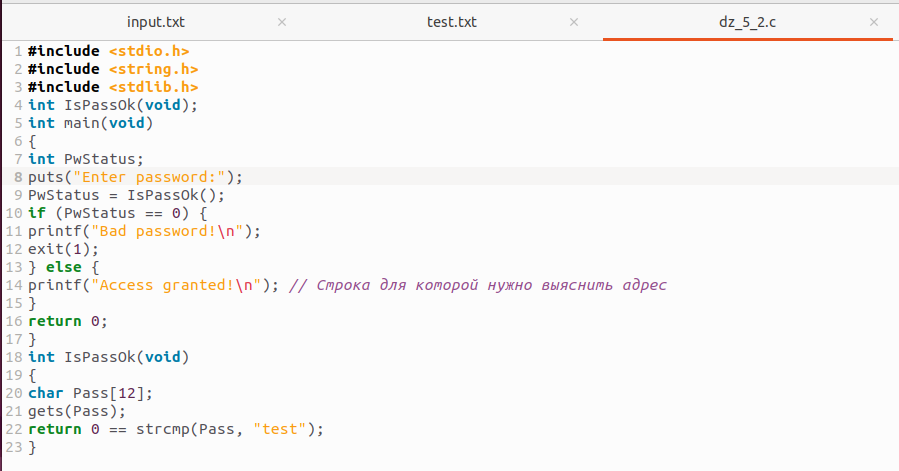 input.txt × test.txt × dz_5_2.c ×
1 #include <stdio.h>
2 #include <string.h>
3 #include <stdlib.h>
4 int IsPassOk(void);
5 int main(void)
6 {
7 int PwStatus;
8 puts("Enter password:");
9 PwStatus = IsPassOk();
10 if (PwStatus == 0) {
11 printf("Bad password!\n");
12 exit(1);
13 } else {
14 printf("Access granted!\n"); // Строка для которой нужно выяснить адрес
15 }
16 return 0;
17 }
18 int IsPassOk(void)
19 {
20 char Pass[12];
21 gets(Pass);
22 return 0 == strcmp(Pass, "test");
23 }